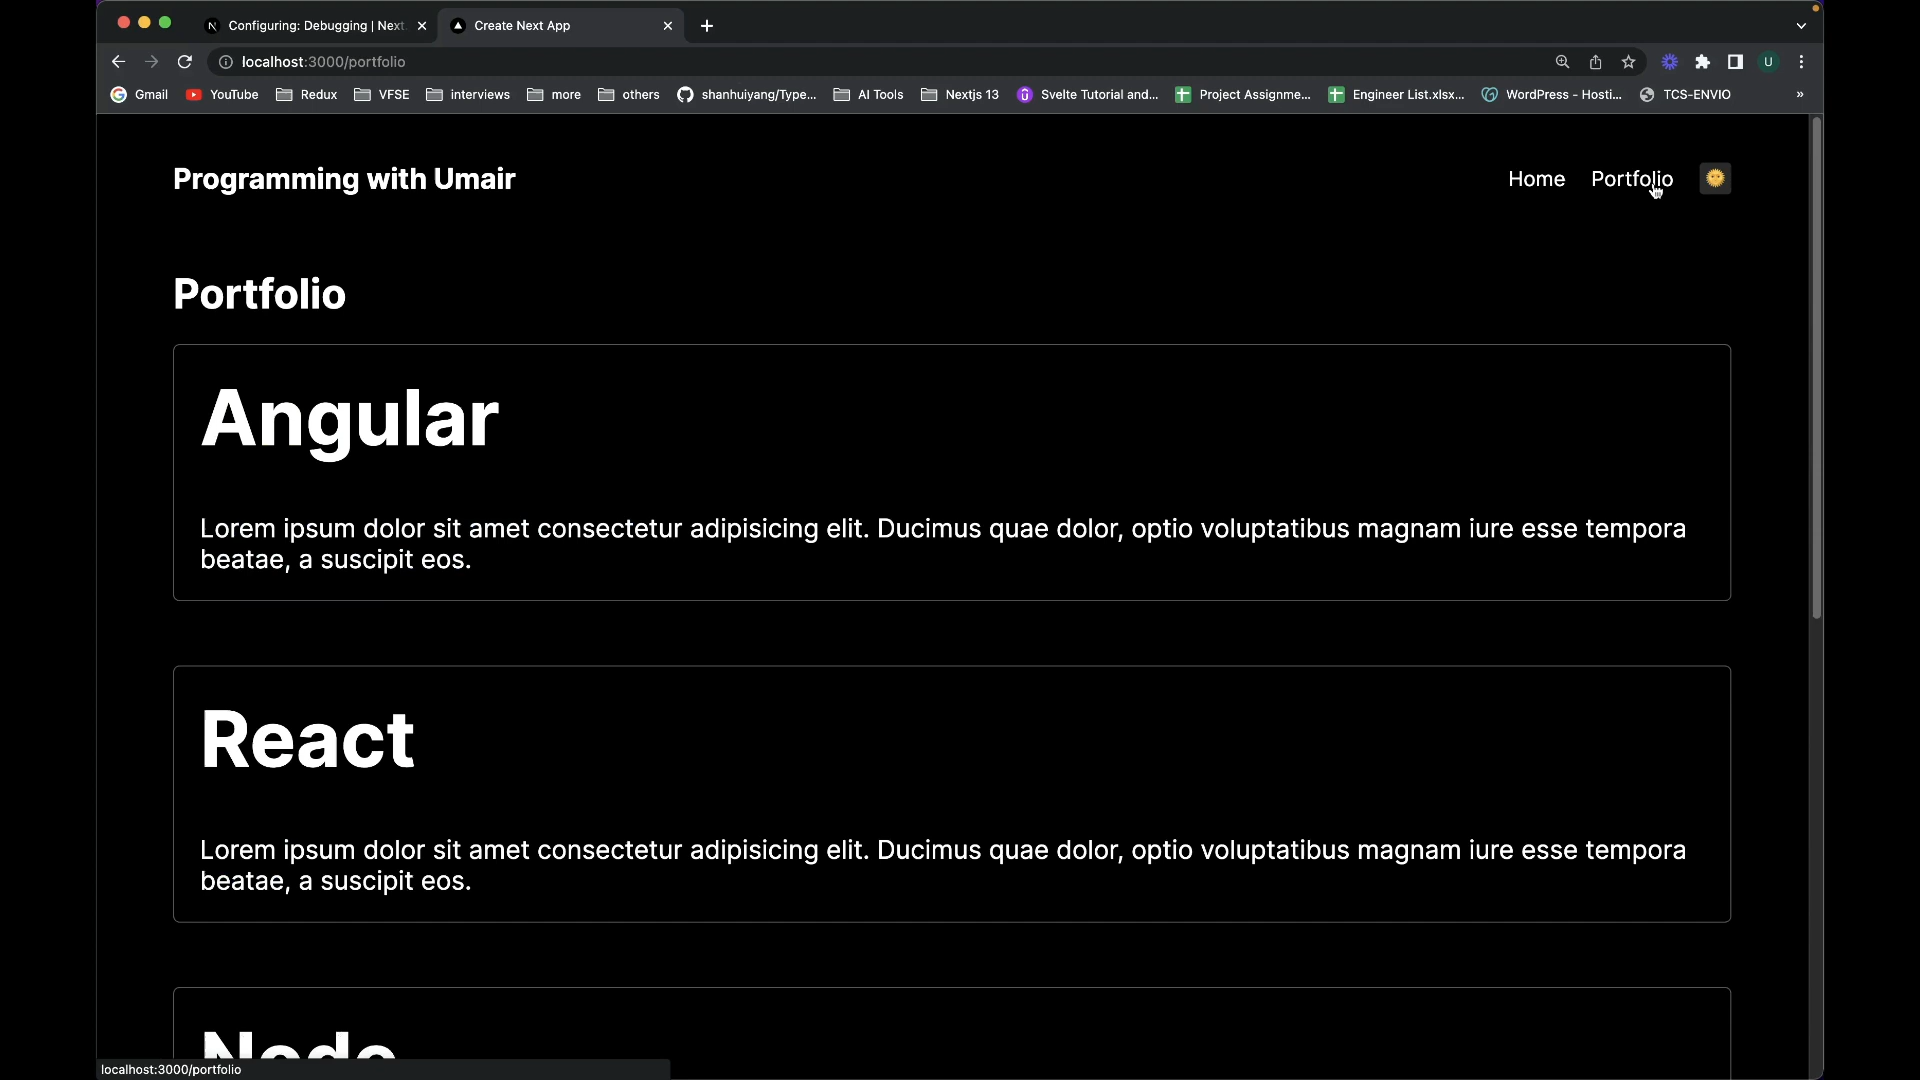 Configuring: Debugging | Next
Create Next App
localhost:3000/portfolio
Gmail YouTube Redux VFSE interviews more others shanhuiyang/Type... AI Tools Nextjs 13 Svelte Tutorial and... Project Assignme... Engineer List.xlsx... WordPress - Hosti... TCS-ENVIO »
U
Programming with Umair
Home Portfolio
Portfolio
Angular
Lorem ipsum dolor sit amet consectetur adipisicing elit. Ducimus quae dolor, optio voluptatibus magnam iure esse tempora
beatae, a suscipit eos.
React
Lorem ipsum dolor sit amet consectetur adipisicing elit. Ducimus quae dolor, optio voluptatibus magnam iure esse tempora
beatae, a suscipit eos.
Node
localhost:3000/portfolio